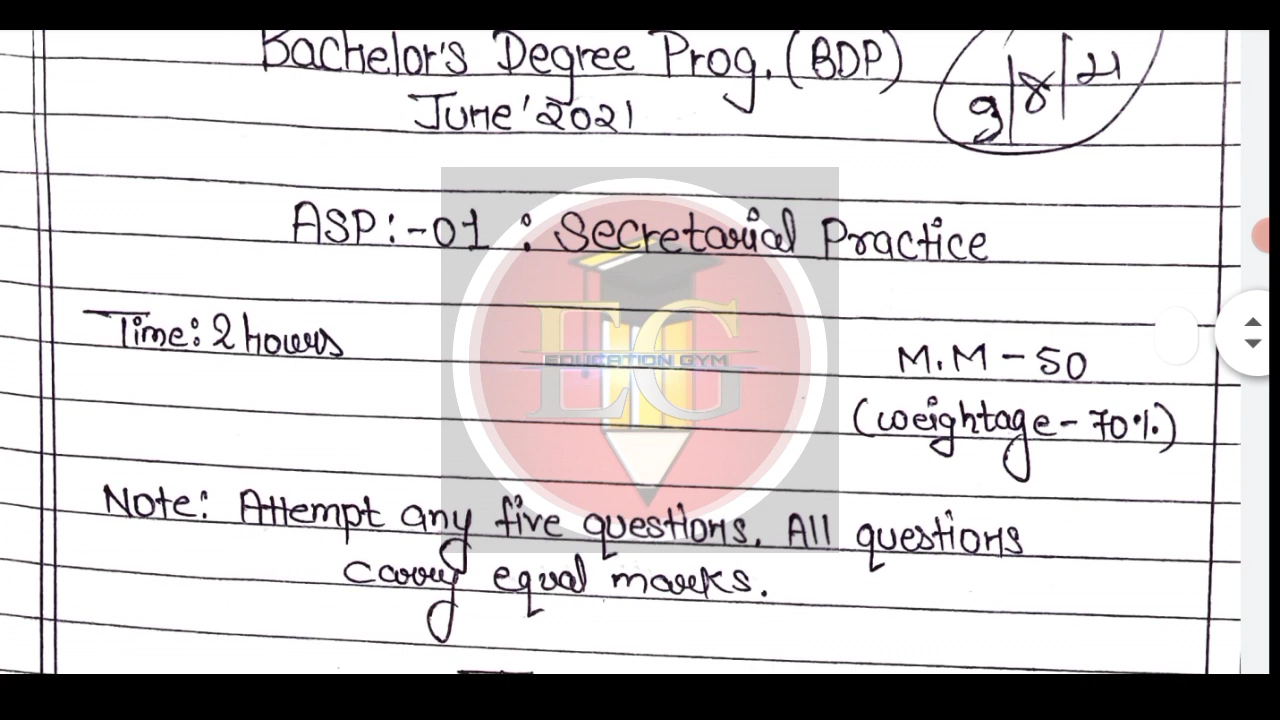 Bachelor's Degree Prog. (BDP)
9/8/21
June'2021
ASP:-01 : Secretarial Practice
Time: 2 hours
M.M - 50
(weightage - 70%)
EG
EDUCATION GYM
Note: Attempt any five questions. All questions
carry equal marks.